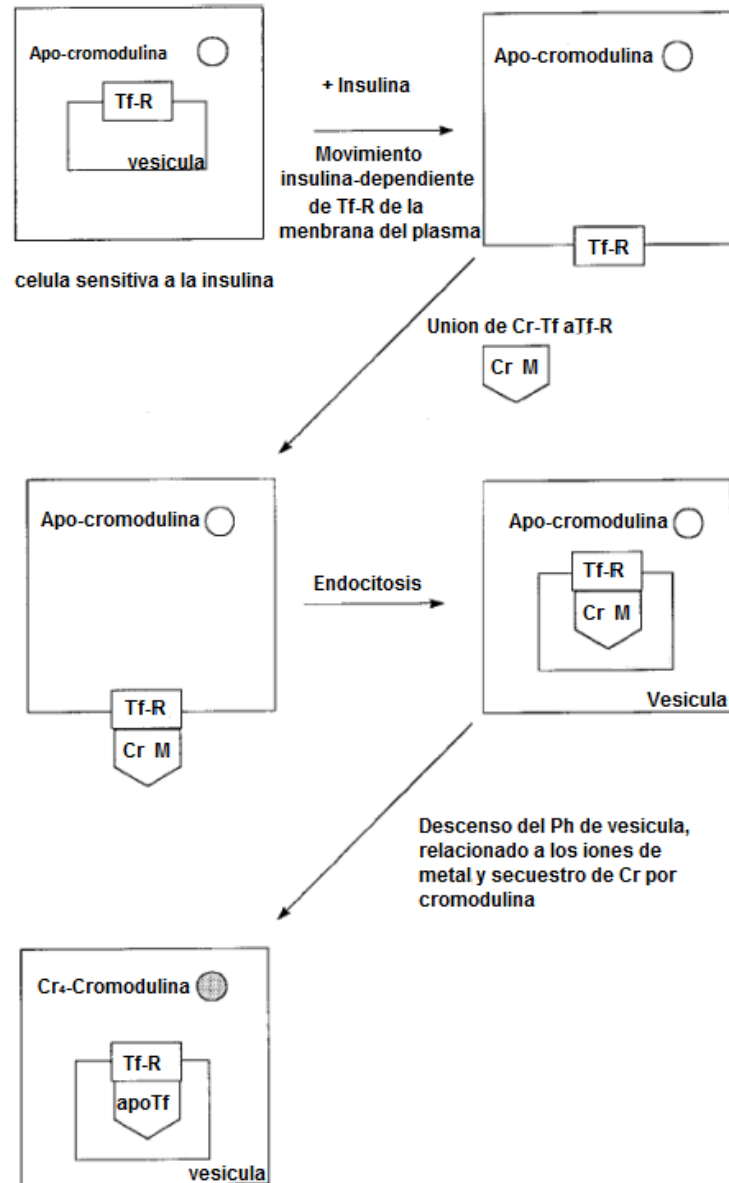 Apo-cromodulina
Tf-R
vesicula
celula sensitiva a la insulina
+ Insulina
Movimiento
insulina-dependiente
de Tf-R de la
menbrana del plasma
Apo-cromodulina
Tf-R
Union de Cr-Tf aTf-R
Cr M
Apo-cromodulina
Tf-R
Cr M
Endocitosis
Apo-cromodulina
Tf-R
Cr M
Vesicula
Descenso del Ph de vesicula,
relacionado a los iones de
metal y secuestro de Cr por
cromodulina
Cr₄-Cromodulina
Tf-R
apoTf
vesicula